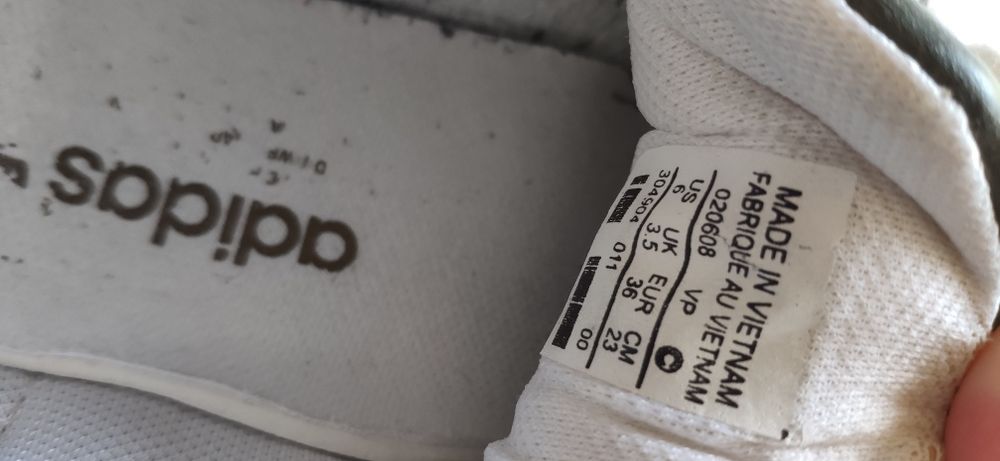 adidas
MADE IN VIETNAM
FABRIQUE AU VIETNAM
020608 VP C
US UK EUR CM
6 3.5 36 23
304904 011 00